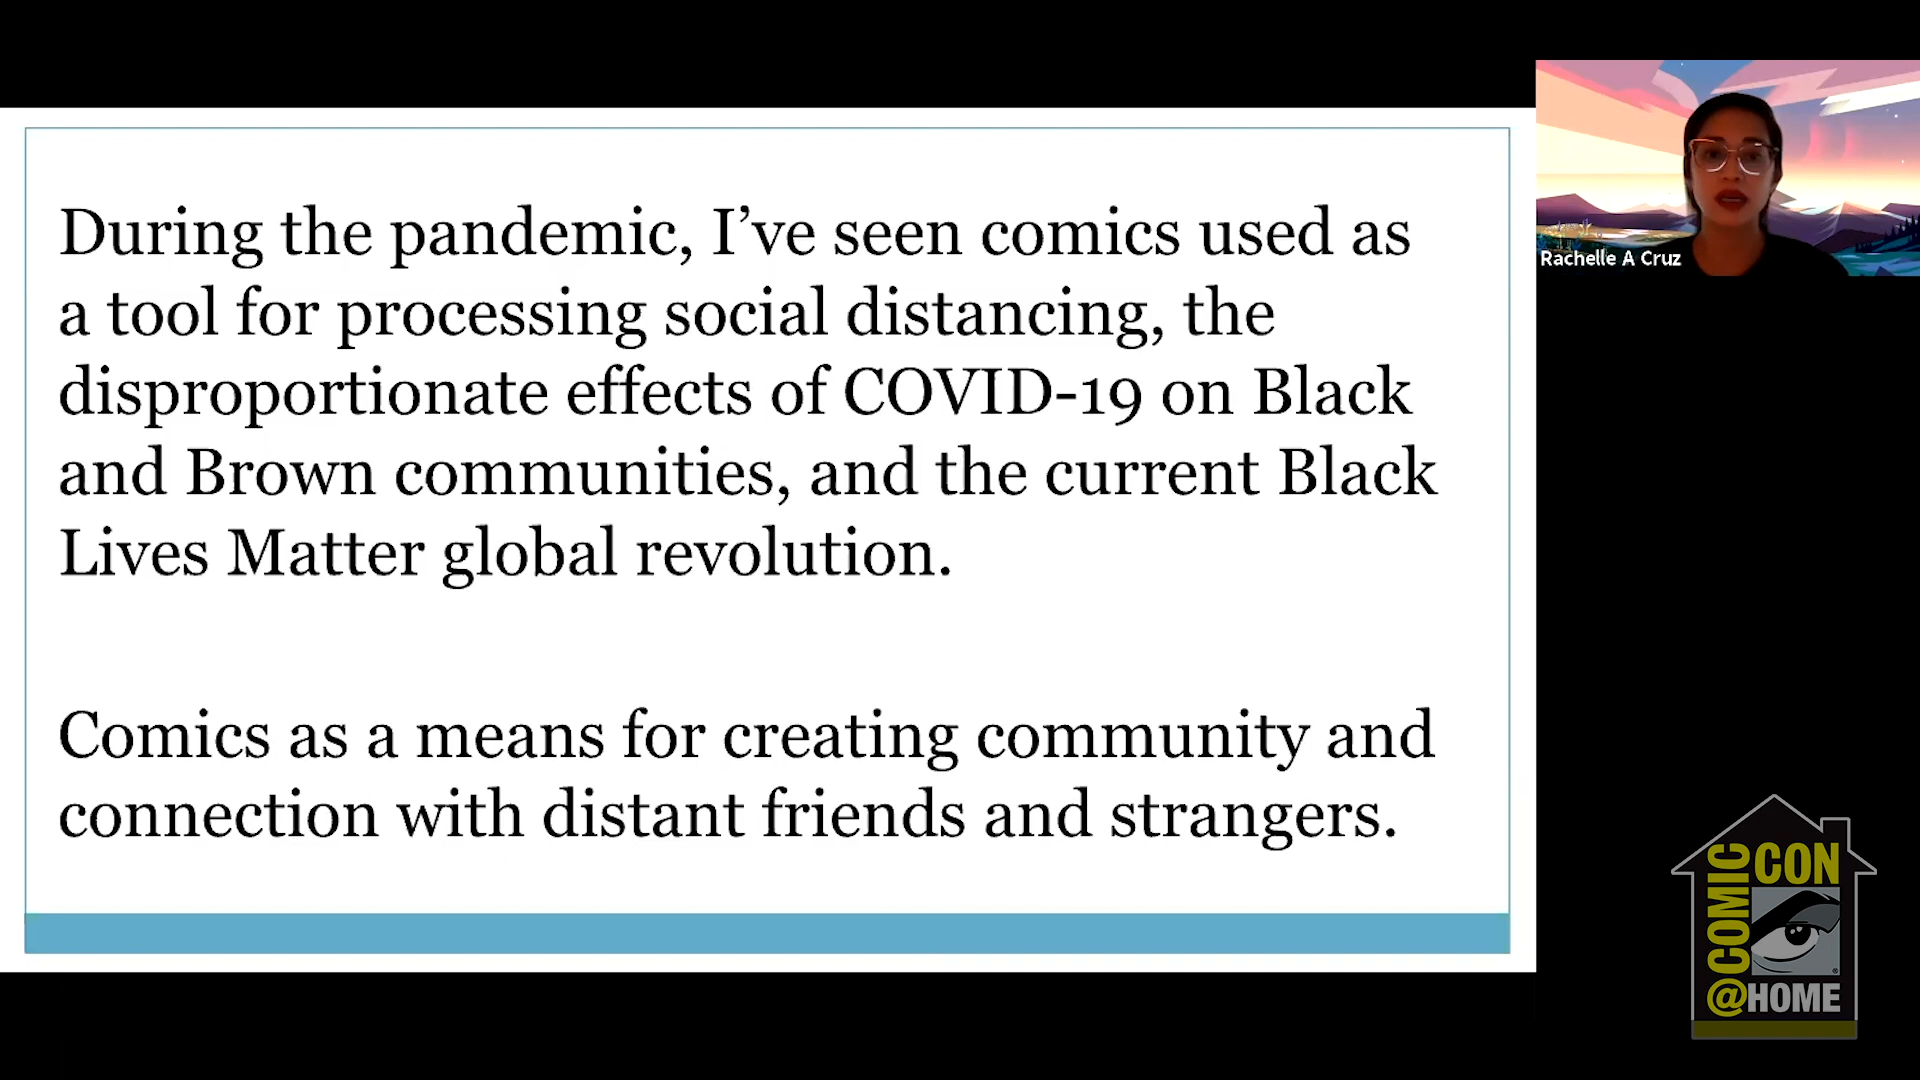 During the pandemic, I’ve seen comics used as
a tool for processing social distancing, the
disproportionate effects of COVID-19 on Black
and Brown communities, and the current Black
Lives Matter global revolution.
Comics as a means for creating community and
connection with distant friends and strangers.
Rachelle A Cruz
COMIC CON
@HOME